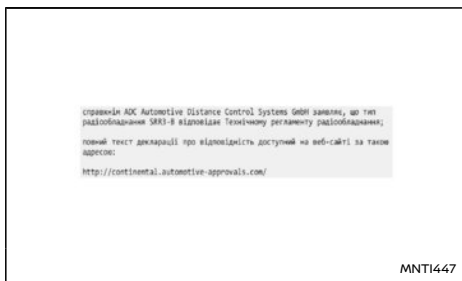 справжнім ADC Automotive Distance Control Systems GmbH заявляє, що тип
радіообладнання SRR3-B відповідає Технічному регламенту радіообладнання;
повний текст декларації про відповідність доступний на веб-сайті за такою
адресою:
http://continental.automotive-approvals.com/
MNTI447